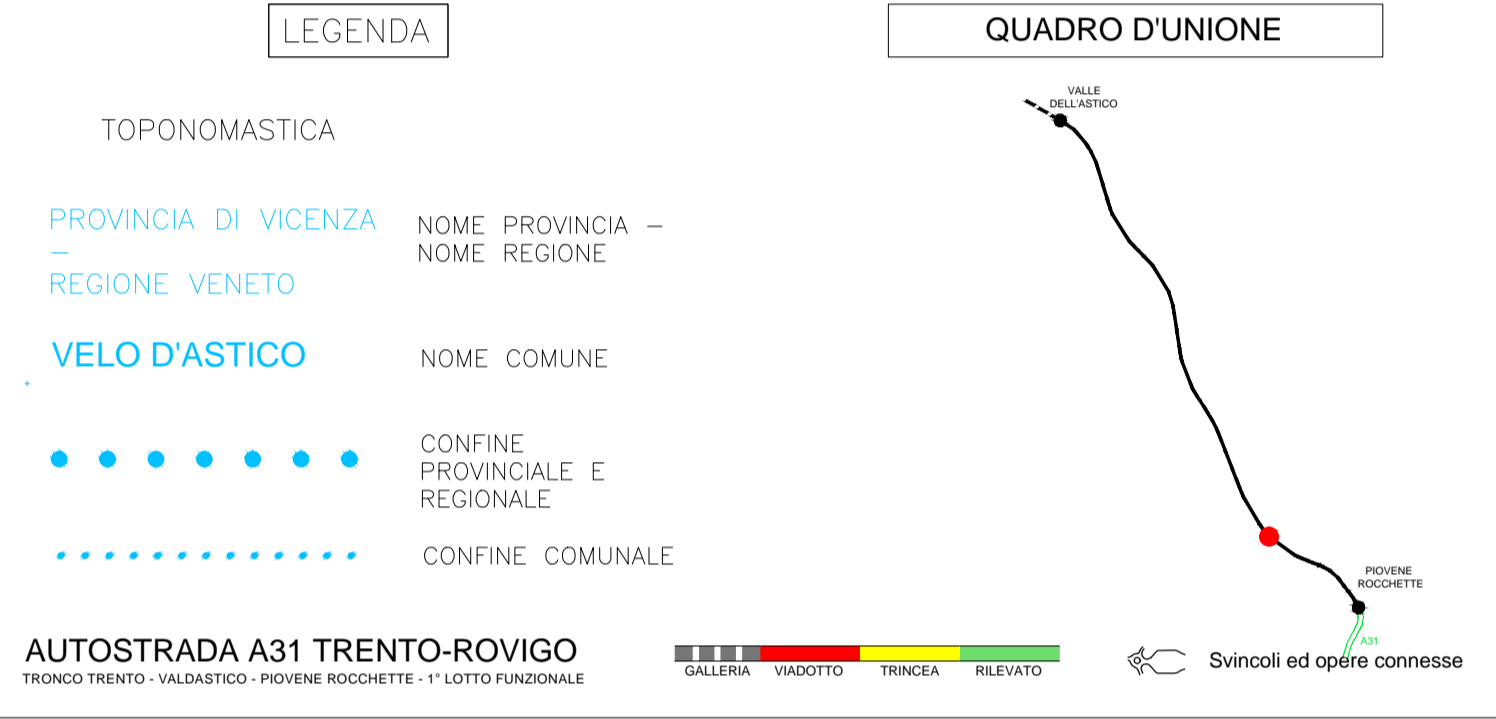 LEGENDA
TOPONOMASTICA
PROVINCIA DI VICENZA
–
REGIONE VENETO
NOME PROVINCIA –
NOME REGIONE
VELO D'ASTICO
NOME COMUNE
CONFINE
PROVINCIALE E
REGIONALE
CONFINE COMUNALE
AUTOSTRADA A31 TRENTO-ROVIGO
TRONCO TRENTO - VALDASTICO - PIOVENE ROCCHETTE - 1° LOTTO FUNZIONALE
GALLERIA
VIADOTTO
TRINCEA
RILEVATO
QUADRO D'UNIONE
VALLE
DELL'ASTICO
PIOVENE
ROCCHETTE
A31
Svincoli ed opere connesse